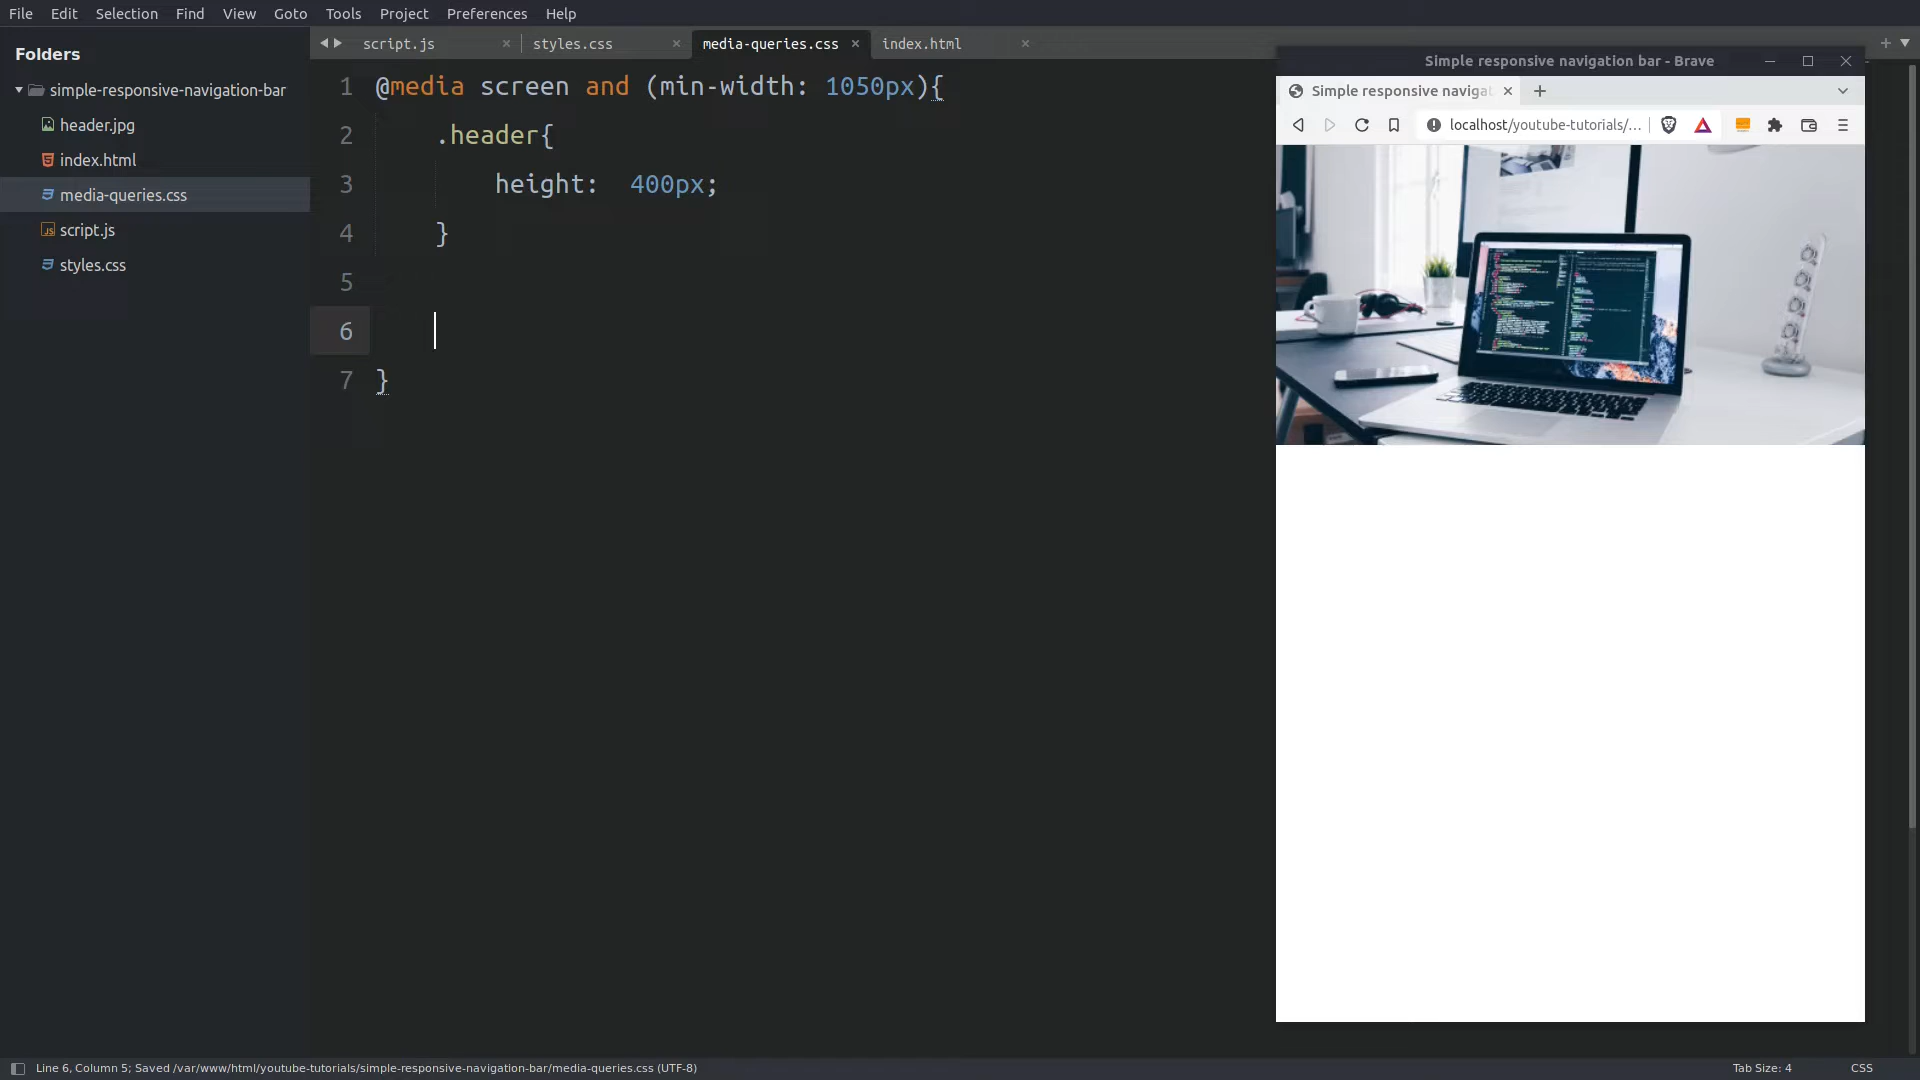 File Edit Selection Find View Goto Tools Project Preferences Help
Folders
simple-responsive-navigation-bar
header.jpg
index.html
media-queries.css
script.js
styles.css
script.js styles.css media-queries.css index.html
1 @media screen and (min-width: 1050px){
2 .header{
3 height: 400px;
4 }
5
6
7 }
Simple responsive navigation bar - Brave
Simple responsive naviga
localhost/youtube-tutorials/...
Line 6, Column 5; Saved /var/www/html/youtube-tutorials/simple-responsive-navigation-bar/media-queries.css (UTF-8)
Tab Size: 4
CSS